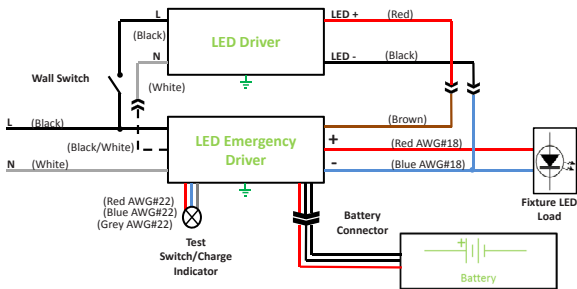 L
LED Driver
LED +
(Red)
(Black)
N
LED -
(Black)
Wall Switch
(White)
L
(Black)
(Brown)
(Black/White)
LED Emergency
Driver
+
(Red AWG#18)
N
(White)
-
(Blue AWG#18)
(Red AWG#22)
(Blue AWG#22)
(Grey AWG#22)
Fixture LED
Load
Battery
Connector
Test
Switch/Charge
Indicator
+
Battery